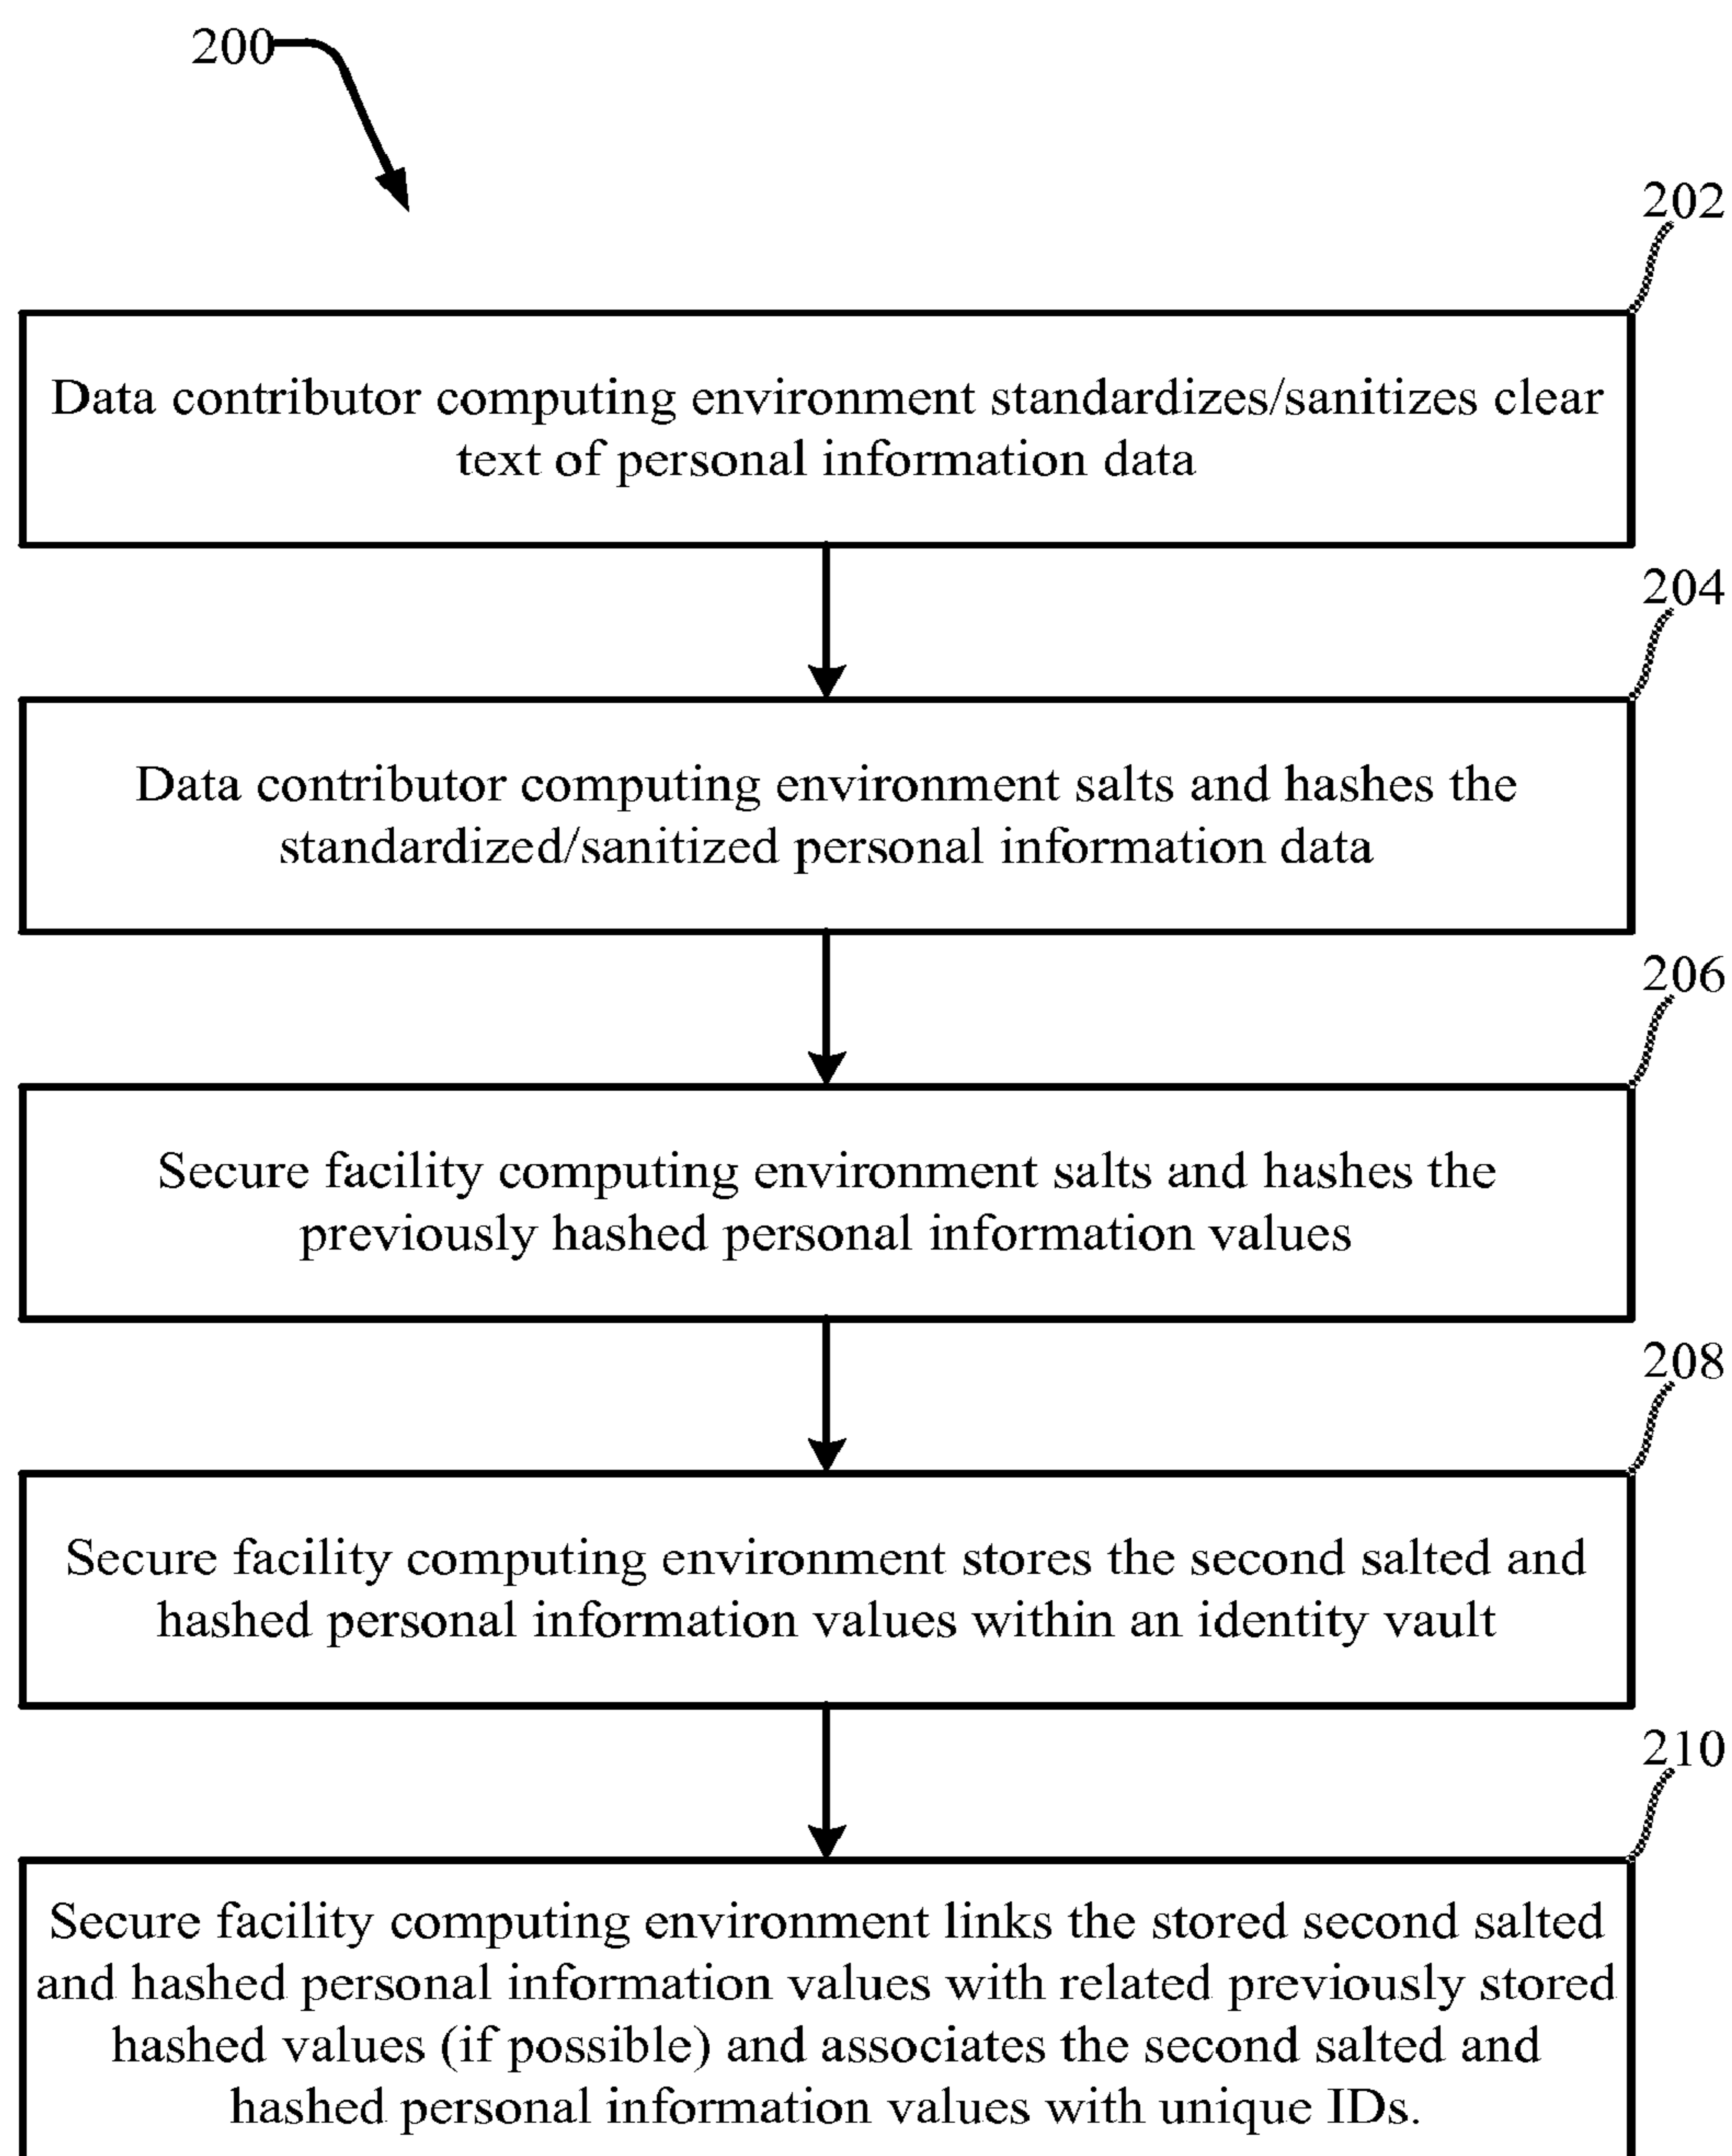 200
202
Data contributor computing environment standardizes/sanitizes clear
text of personal information data
204
Data contributor computing environment salts and hashes the
standardized/sanitized personal information data
206
Secure facility computing environment salts and hashes the
previously hashed personal information values
208
Secure facility computing environment stores the second salted and
hashed personal information values within an identity vault
210
Secure facility computing environment links the stored second salted
and hashed personal information values with related previously stored
hashed values (if possible) and associates the second salted and
hashed personal information values with unique IDs.